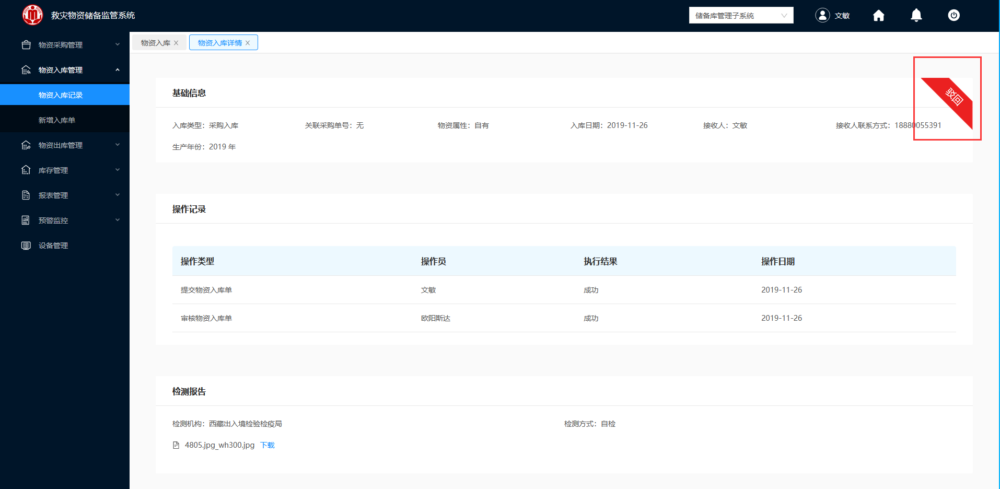 救灾物资储备监管系统
储备库管理子系统
文敏
物资采购管理
物资入库管理
物资入库记录
新增入库单
物资出库管理
库存管理
报表管理
预警监控
设备管理
物资入库
物资入库详情
驳回
基础信息
入库类型：采购入库 关联采购单号：无 物资属性：自有 入库日期：2019-11-26 接收人：文敏 接收人联系方式：18880055391
生产年份：2019 年
操作记录
操作类型 操作员 执行结果 操作日期
提交物资入库单 文敏 成功 2019-11-26
审核物资入库单 欧阳斯达 成功 2019-11-26
检测报告
检测机构：西藏出入境检验检疫局 检测方式：自检
4805.jpg_wh300.jpg 下载